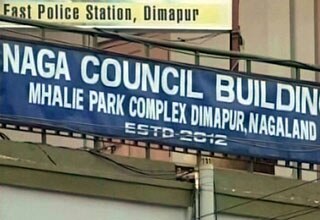 East Police Station, Dimapur
NAGA COUNCIL BUILDING
MHALIE PARK COMPLEX DIMAPUR, NAGALAND
ESTD-2012